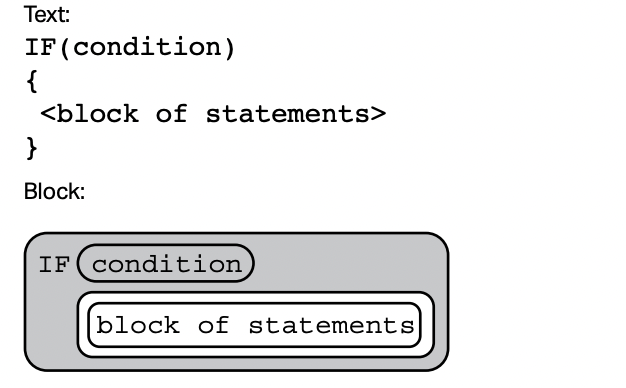 Text:
IF(condition)
{
<block of statements>
}
Block:
IF condition
block of statements